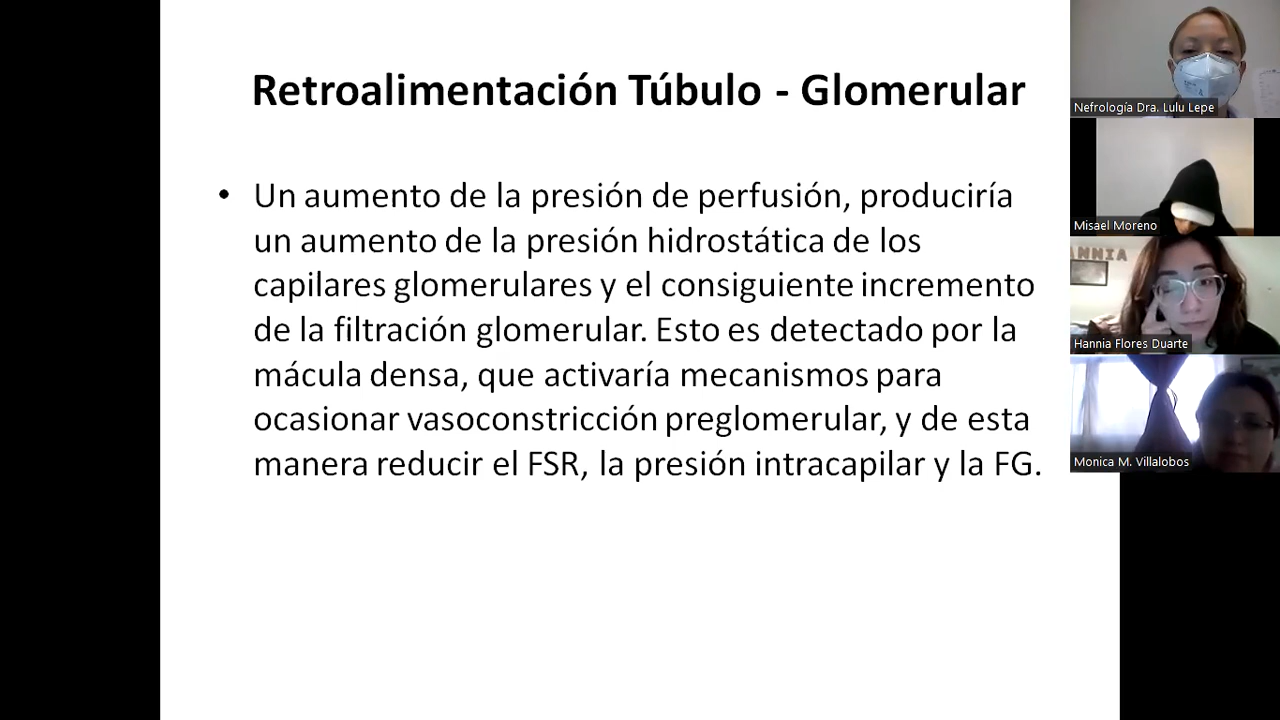 Retroalimentación Túbulo - Glomerular
• Un aumento de la presión de perfusión, produciría
un aumento de la presión hidrostática de los
capilares glomerulares y el consiguiente incremento
de la filtración glomerular. Esto es detectado por la
mácula densa, que activaría mecanismos para
ocasionar vasoconstricción preglomerular, y de esta
manera reducir el FSR, la presión intracapilar y la FG.
Nefrología Dra. Lulu Lepe
Misael Moreno
ANNIA
Hannia Flores Duarte
Monica M. Villalobos